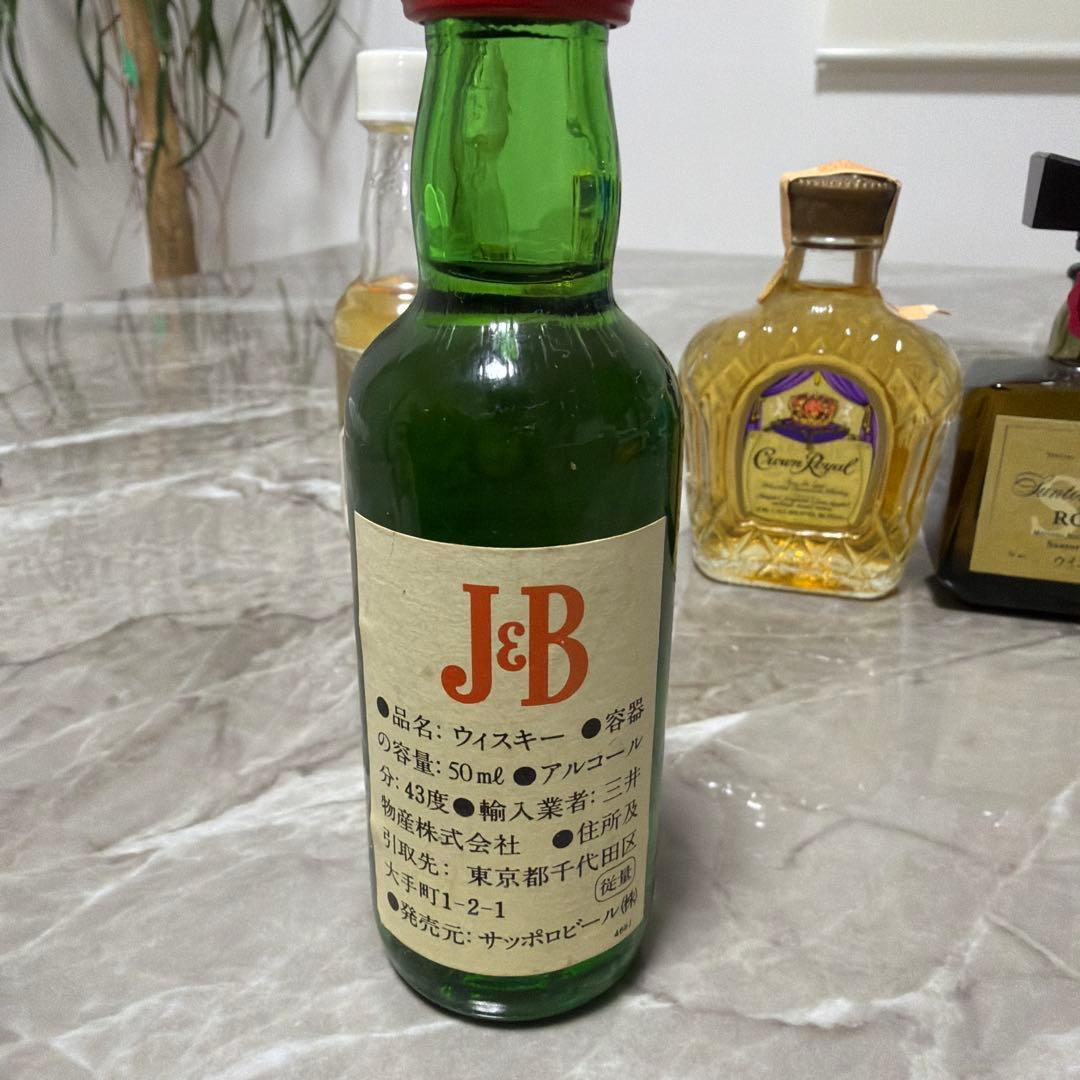 J&B
●品名: ウィスキー ●容器
の容量: 50ml ●アルコール
分: 43度 ●輸入業者: 三井
物産株式会社 ●住所及
引取先: 東京都千代田区
大手町1-2-1 従量
●発売元: サッポロビール(株)
Crown Royal